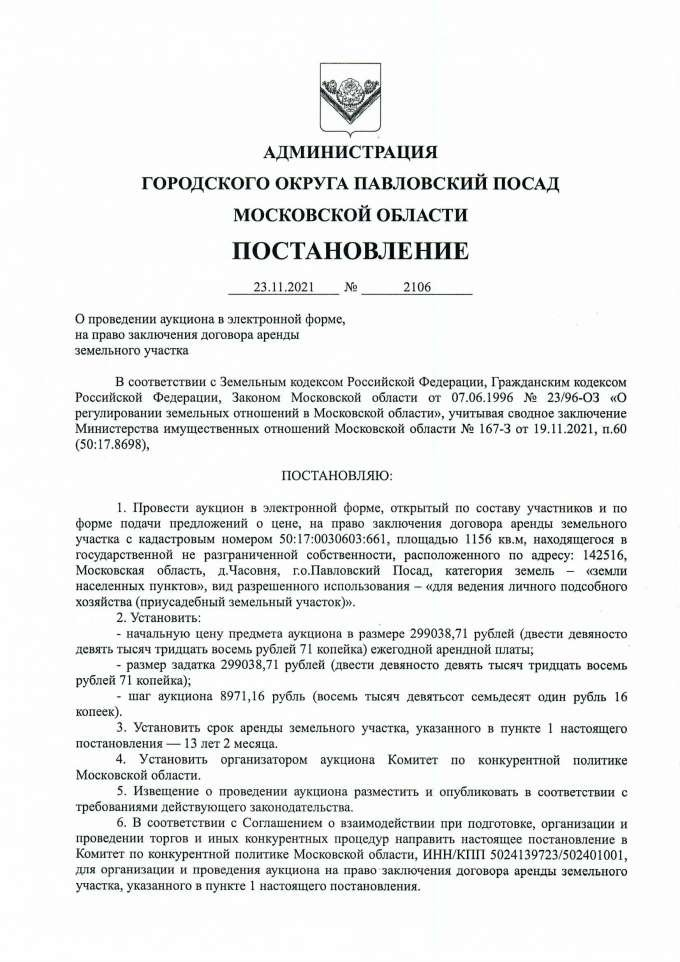 АДМИНИСТРАЦИЯ
ГОРОДСКОГО ОКРУГА ПАВЛОВСКИЙ ПОСАД
МОСКОВСКОЙ ОБЛАСТИ
ПОСТАНОВЛЕНИЕ
23.11.2021 № 2106
О проведении аукциона в электронной форме,
на право заключения договора аренды
земельного участка
В соответствии с Земельным кодексом Российской Федерации, Гражданским кодексом
Российской Федерации, Законом Московской области от 07.06.1996 № 23/96-ОЗ «О
регулировании земельных отношений в Московской области», учитывая сводное заключение
Министерства имущественных отношений Московской области № 167-З от 19.11.2021, п.60
(50:17.8698),
ПОСТАНОВЛЯЮ:
1. Провести аукцион в электронной форме, открытый по составу участников и по
форме подачи предложений о цене, на право заключения договора аренды земельного
участка с кадастровым номером 50:17:0030603:661, площадью 1156 кв.м, находящегося в
государственной не разграниченной собственности, расположенного по адресу: 142516,
Московская область, д.Часовня, г.о.Павловский Посад, категория земель – «земли
населенных пунктов», вид разрешенного использования – «для ведения личного подсобного
хозяйства (приусадебный земельный участок)».
2. Установить:
- начальную цену предмета аукциона в размере 299038,71 рублей (двести девяносто
девять тысяч тридцать восемь рублей 71 копейка) ежегодной арендной платы;
- размер задатка 299038,71 рублей (двести девяносто девять тысяч тридцать восемь
рублей 71 копейка);
- шаг аукциона 8971,16 рубль (восемь тысяч девятьсот семьдесят один рубль 16
копеек).
3. Установить срок аренды земельного участка, указанного в пункте 1 настоящего
постановления — 13 лет 2 месяца.
4. Установить организатором аукциона Комитет по конкурентной политике
Московской области.
5. Извещение о проведении аукциона разместить и опубликовать в соответствии с
требованиями действующего законодательства.
6. В соответствии с Соглашением о взаимодействии при подготовке, организации и
проведении торгов и иных конкурентных процедур направить настоящее постановление в
Комитет по конкурентной политике Московской области, ИНН/КПП 5024139723/502401001,
для организации и проведения аукциона на право заключения договора аренды земельного
участка, указанного в пункте 1 настоящего постановления.